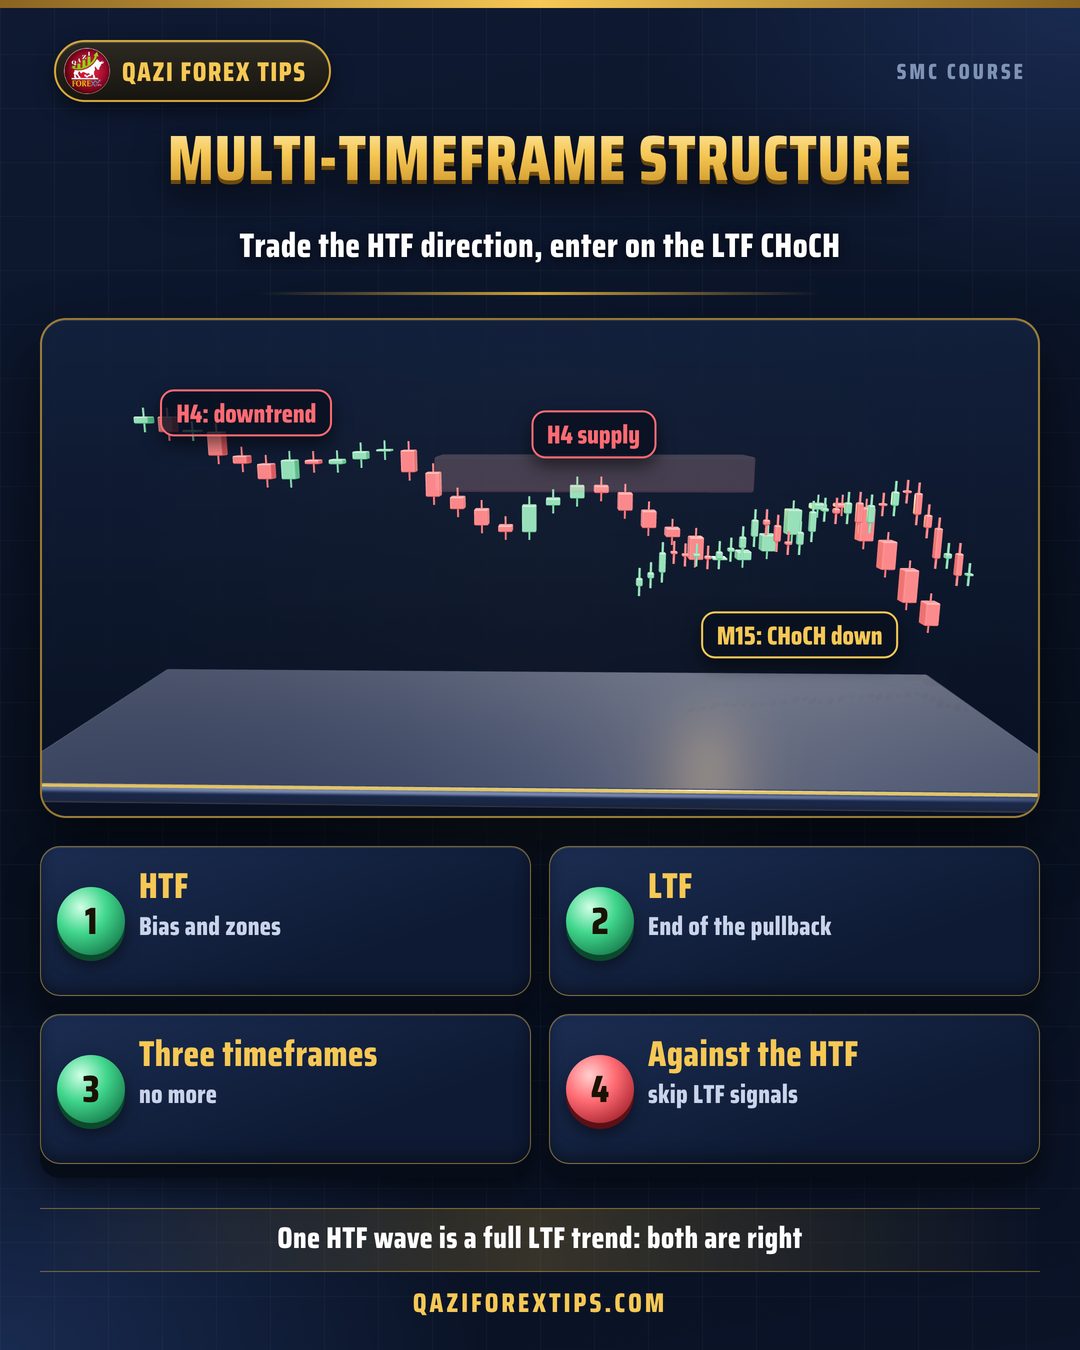 QAZI
FOREX
QAZI FOREX TIPS
SMC COURSE
MULTI-TIMEFRAME STRUCTURE
Trade the HTF direction, enter on the LTF CHoCH
H4: downtrend
H4 supply
M15: CHoCH down
1
HTF
Bias and zones
2
LTF
End of the pullback
3
Three timeframes
no more
4
Against the HTF
skip LTF signals
One HTF wave is a full LTF trend: both are right
QAZIFOREXTIPS.COM